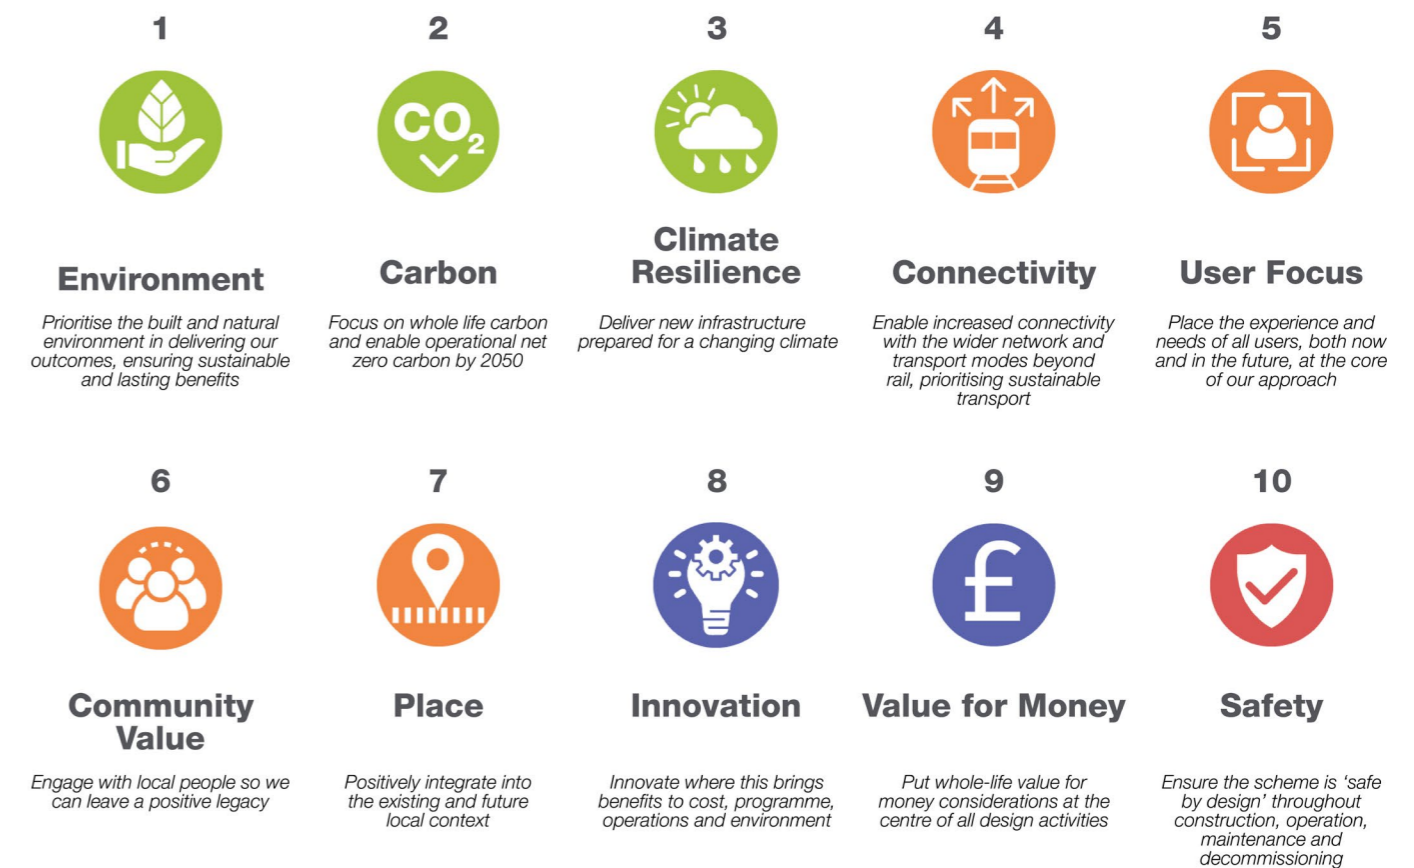 1
2
3
4
5
CO2
Environment
Carbon
Climate
Resilience
Connectivity
User Focus
Prioritise the built and natural
environment in delivering our
outcomes, ensuring sustainable
and lasting benefits
Focus on whole life carbon
and enable operational net
zero carbon by 2050
Deliver new infrastructure
prepared for a changing climate
Enable increased connectivity
with the wider network and
transport modes beyond
rail, prioritising sustainable
transport
Place the experience and
needs of all users, both now
and in the future, at the core
of our approach
6
7
8
9
10
£
Community
Value
Place
Innovation
Value for Money
Safety
Engage with local people so we
can leave a positive legacy
Positively integrate into
the existing and future
local context
Innovate where this brings
benefits to cost, programme,
operations and environment
Put whole-life value for
money considerations at the
centre of all design activities
Ensure the scheme is ‘safe
by design’ throughout
construction, operation,
maintenance and
decommissioning